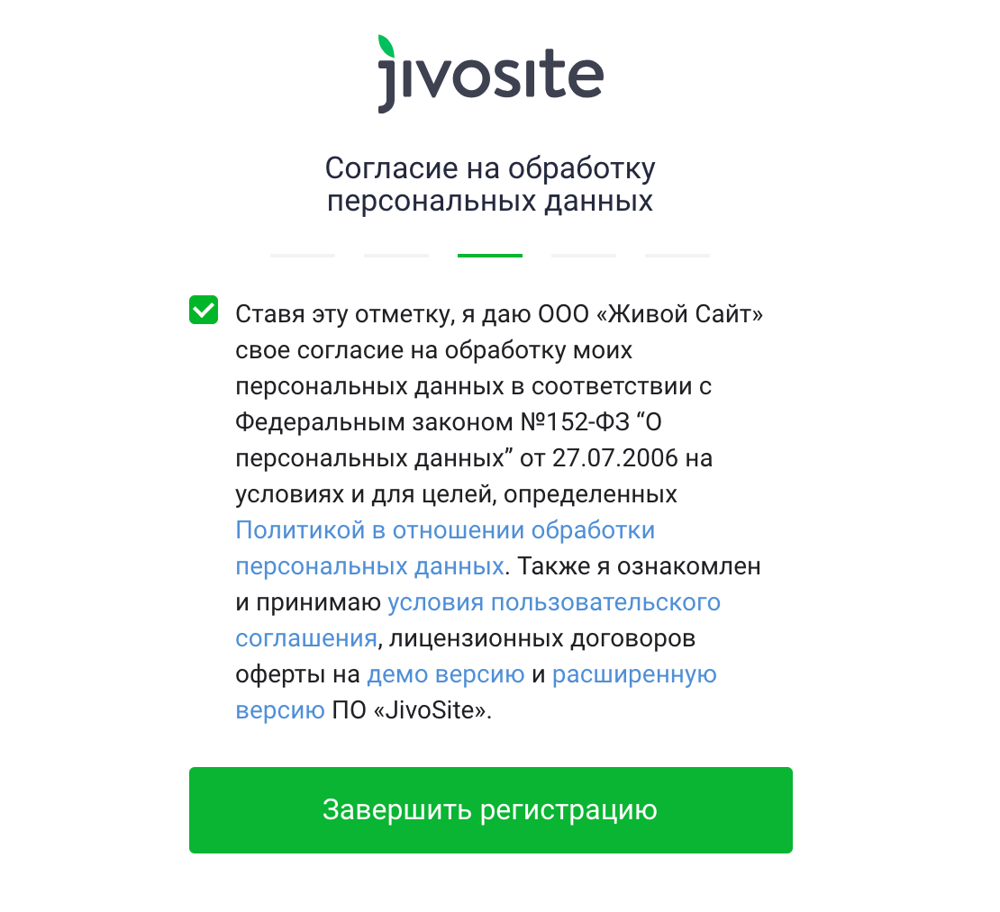 jivosite
Согласие на обработку
персональных данных
Ставя эту отметку, я даю ООО «Живой Сайт»
свое согласие на обработку моих
персональных данных в соответствии с
Федеральным законом №152-ФЗ “О
персональных данных” от 27.07.2006 на
условиях и для целей, определенных
Политикой в отношении обработки
персональных данных. Также я ознакомлен
и принимаю условия пользовательского
соглашения, лицензионных договоров
оферты на демо версию и расширенную
версию ПО «JivoSite».
Завершить регистрацию